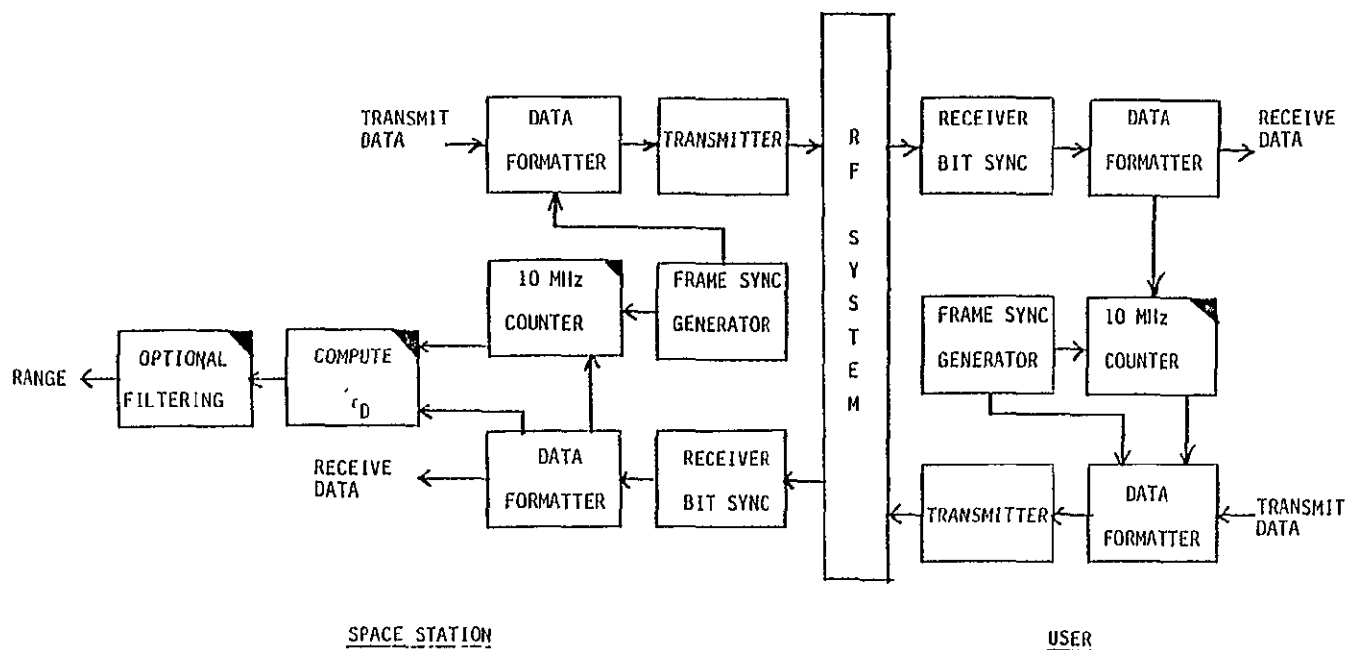 TRANSMIT
DATA
DATA
FORMATTER
TRANSMITTER
RF SYSTEM
RECEIVER
BIT SYNC
DATA
FORMATTER
RECEIVE
DATA
10 MHz
COUNTER
FRAME SYNC
GENERATOR
FRAME SYNC
GENERATOR
10 MHz
COUNTER
RANGE
OPTIONAL
FILTERING
COMPUTE
RECEIVE
DATA
DATA
FORMATTER
RECEIVER
BIT SYNC
TRANSMITTER
DATA
FORMATTER
TRANSMIT
DATA
SPACE STATION
USER